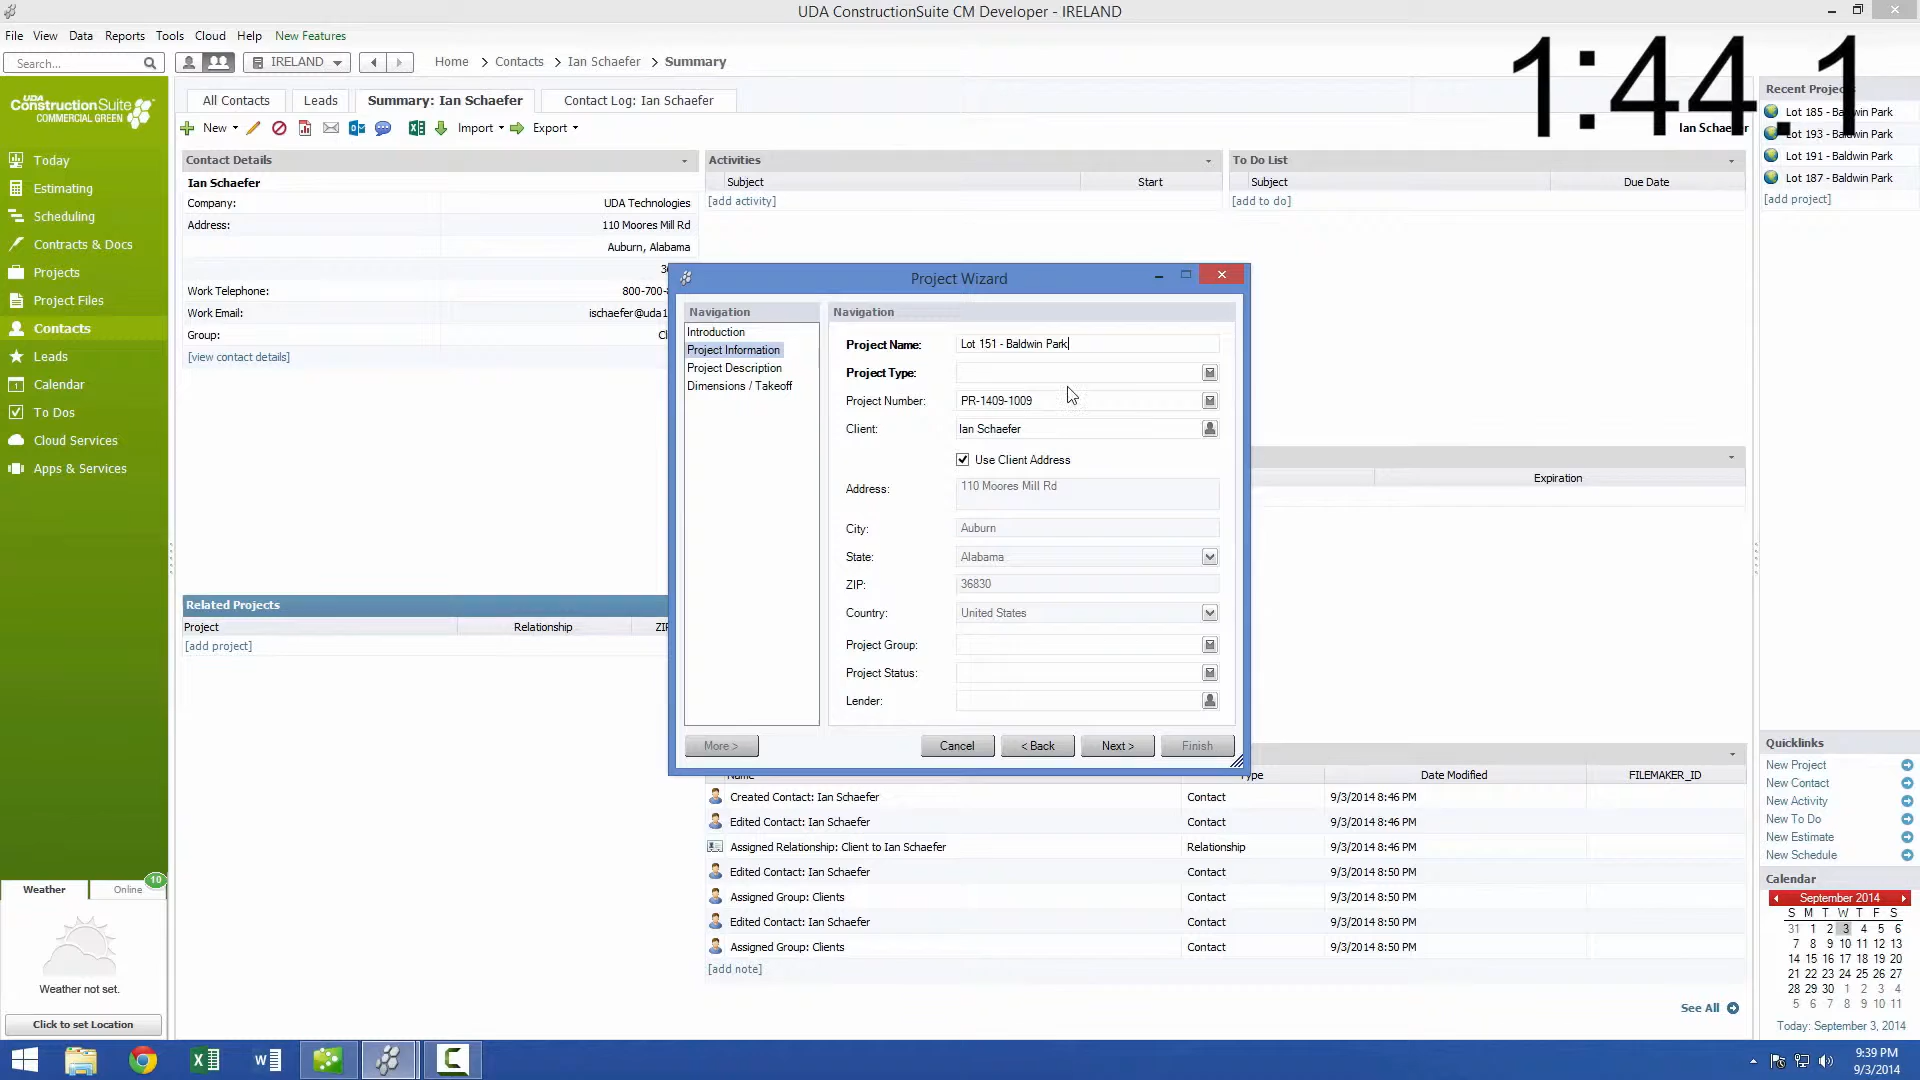 UDA ConstructionSuite CM Developer - IRELAND
File View Data Reports Tools Cloud Help New Features
1:44.1
Search...
IRELAND
Home > Contacts > Ian Schaefer > Summary
UDA
ConstructionSuite
COMMERCIAL GREEN
Today
Estimating
Scheduling
Contracts & Docs
Projects
Project Files
Contacts
Leads
Calendar
To Dos
Cloud Services
Apps & Services
Weather
Online
10
Weather not set.
Click to set Location
All Contacts Leads Summary: Ian Schaefer Contact Log: Ian Schaefer
New Import Export
Contact Details
Ian Schaefer
Company: UDA Technologies
Address: 110 Moores Mill Rd
Auburn, Alabama
Work Telephone: 800-700-
Work Email: ischaefer@uda1
Group:
[view contact details]
Related Projects
Project Relationship
[add project]
Activities
Subject Start
[add activity]
To Do List
Subject Due Date
[add to do]
Expiration
Project Wizard
Navigation
Introduction
Project Information
Project Description
Dimensions / Takeoff
Navigation
Project Name: Lot 151 - Baldwin Park
Project Type:
Project Number: PR-1409-1009
Client: Ian Schaefer
Use Client Address
Address: 110 Moores Mill Rd
City: Auburn
State: Alabama
ZIP: 36830
Country: United States
Project Group:
Project Status:
Lender:
More > Cancel < Back Next > Finish
Name Type Date Modified FILEMAKER_ID
Created Contact: Ian Schaefer Contact 9/3/2014 8:46 PM
Edited Contact: Ian Schaefer Contact 9/3/2014 8:46 PM
Assigned Relationship: Client to Ian Schaefer Relationship 9/3/2014 8:46 PM
Edited Contact: Ian Schaefer Contact 9/3/2014 8:50 PM
Assigned Group: Clients Contact 9/3/2014 8:50 PM
Edited Contact: Ian Schaefer Contact 9/3/2014 8:50 PM
Assigned Group: Clients Contact 9/3/2014 8:50 PM
[add note]
See All
Ian Schaefer
Recent Projects
Lot 185 - Baldwin Park
Lot 193 - Baldwin Park
Lot 191 - Baldwin Park
Lot 187 - Baldwin Park
[add project]
Quicklinks
New Project
New Contact
New Activity
New To Do
New Estimate
New Schedule
Calendar
September 2014
S M T W T F S
31 1 2 3 4 5 6
7 8 9 10 11 12 13
14 15 16 17 18 19 20
21 22 23 24 25 26 27
28 29 30 1 2 3 4
5 6 7 8 9 10 11
Today: September 3, 2014
9:39 PM
9/3/2014